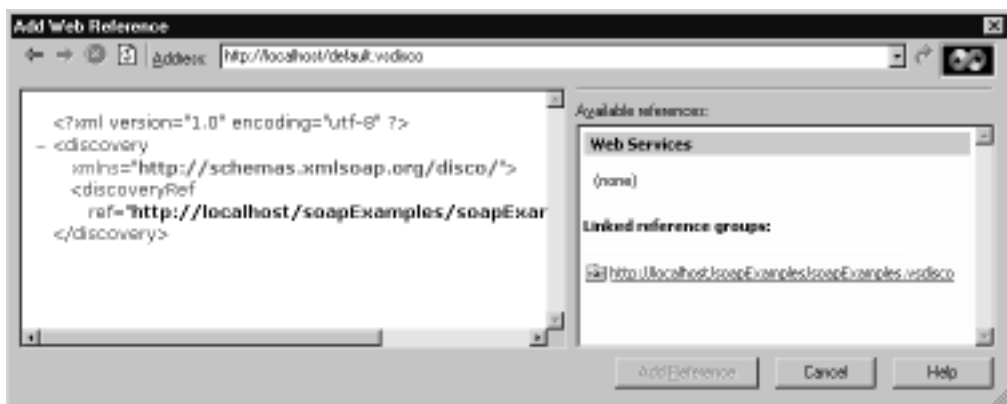 Add Web Reference
Address: http://localhost/default.vsdisco
<?xml version="1.0" encoding="utf-8" ?>
- <discovery
xmlns="http://schemas.xmlsoap.org/disco/">
<discoveryRef
ref="http://localhost/soapExamples/soapExar
</discovery>
Available references:
Web Services
(none)
Linked reference groups:
http://localhost/soapExamples/soapExamples.vsdisco
Add Reference Cancel Help